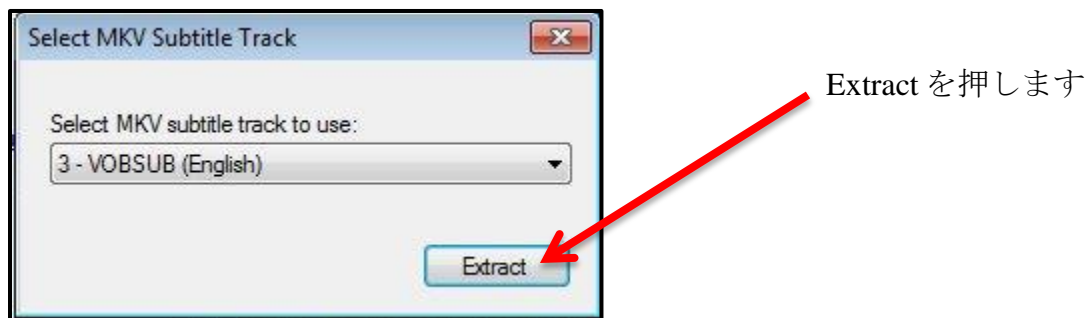 Select MKV Subtitle Track
Extract を押します
Select MKV subtitle track to use:
3 - VOBSUB (English)
Extract